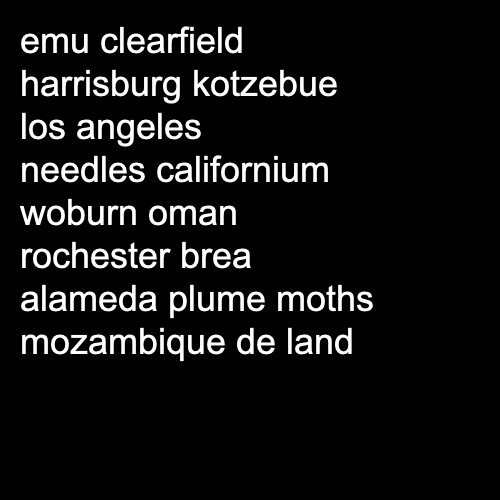 emu clearfield
harrisburg kotzebue
los angeles
needles californium
woburn oman
rochester brea
alameda plume moths
mozambique de land